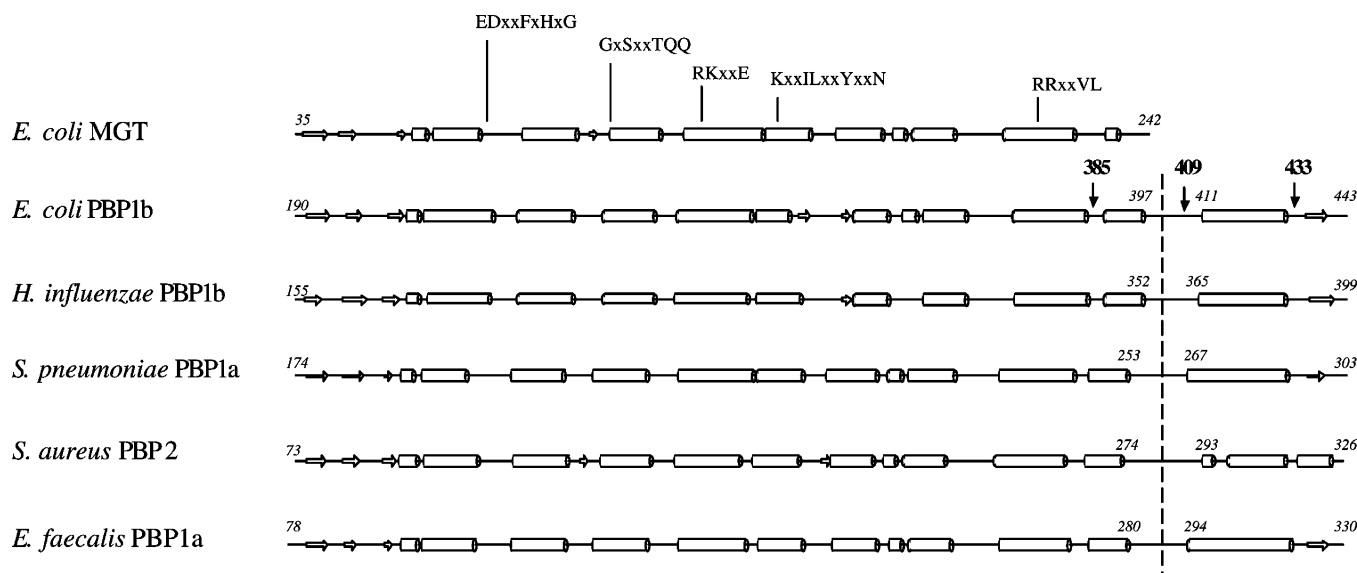 EDxxFxHxG
GxSxxTQQ
RKxxE
KxxILxxYxxN
RRxxVL
E. coli MGT 35 242
385 409 433
E. coli PBP1b 190 397 411 443
H. influenzae PBP1b 155 352 365 399
S. pneumoniae PBP1a 174 253 267 303
S. aureus PBP2 73 274 293 326
E. faecalis PBP1a 78 280 294 330